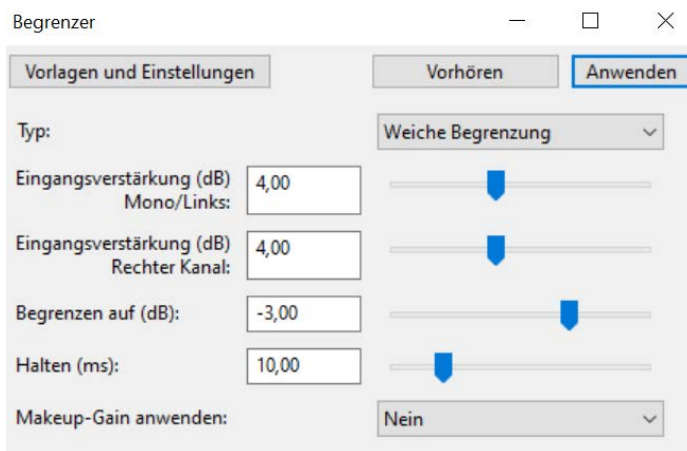 Begrenzer
Vorlagen und Einstellungen Vorhören Anwenden
Typ: Weiche Begrenzung
Eingangsverstärkung (dB)
Mono/Links: 4,00
Eingangsverstärkung (dB)
Rechter Kanal: 4,00
Begrenzen auf (dB): -3,00
Halten (ms): 10,00
Makeup-Gain anwenden: Nein